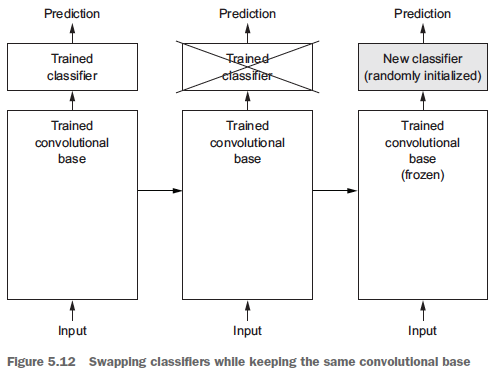 Prediction
Prediction
Prediction
Trained
classifier
Trained
classifier
New classifier
(randomly initialized)
Trained
convolutional
base
Trained
convolutional
base
Trained
convolutional
base
(frozen)
Input
Input
Input
Figure 5.12 Swapping classifiers while keeping the same convolutional base